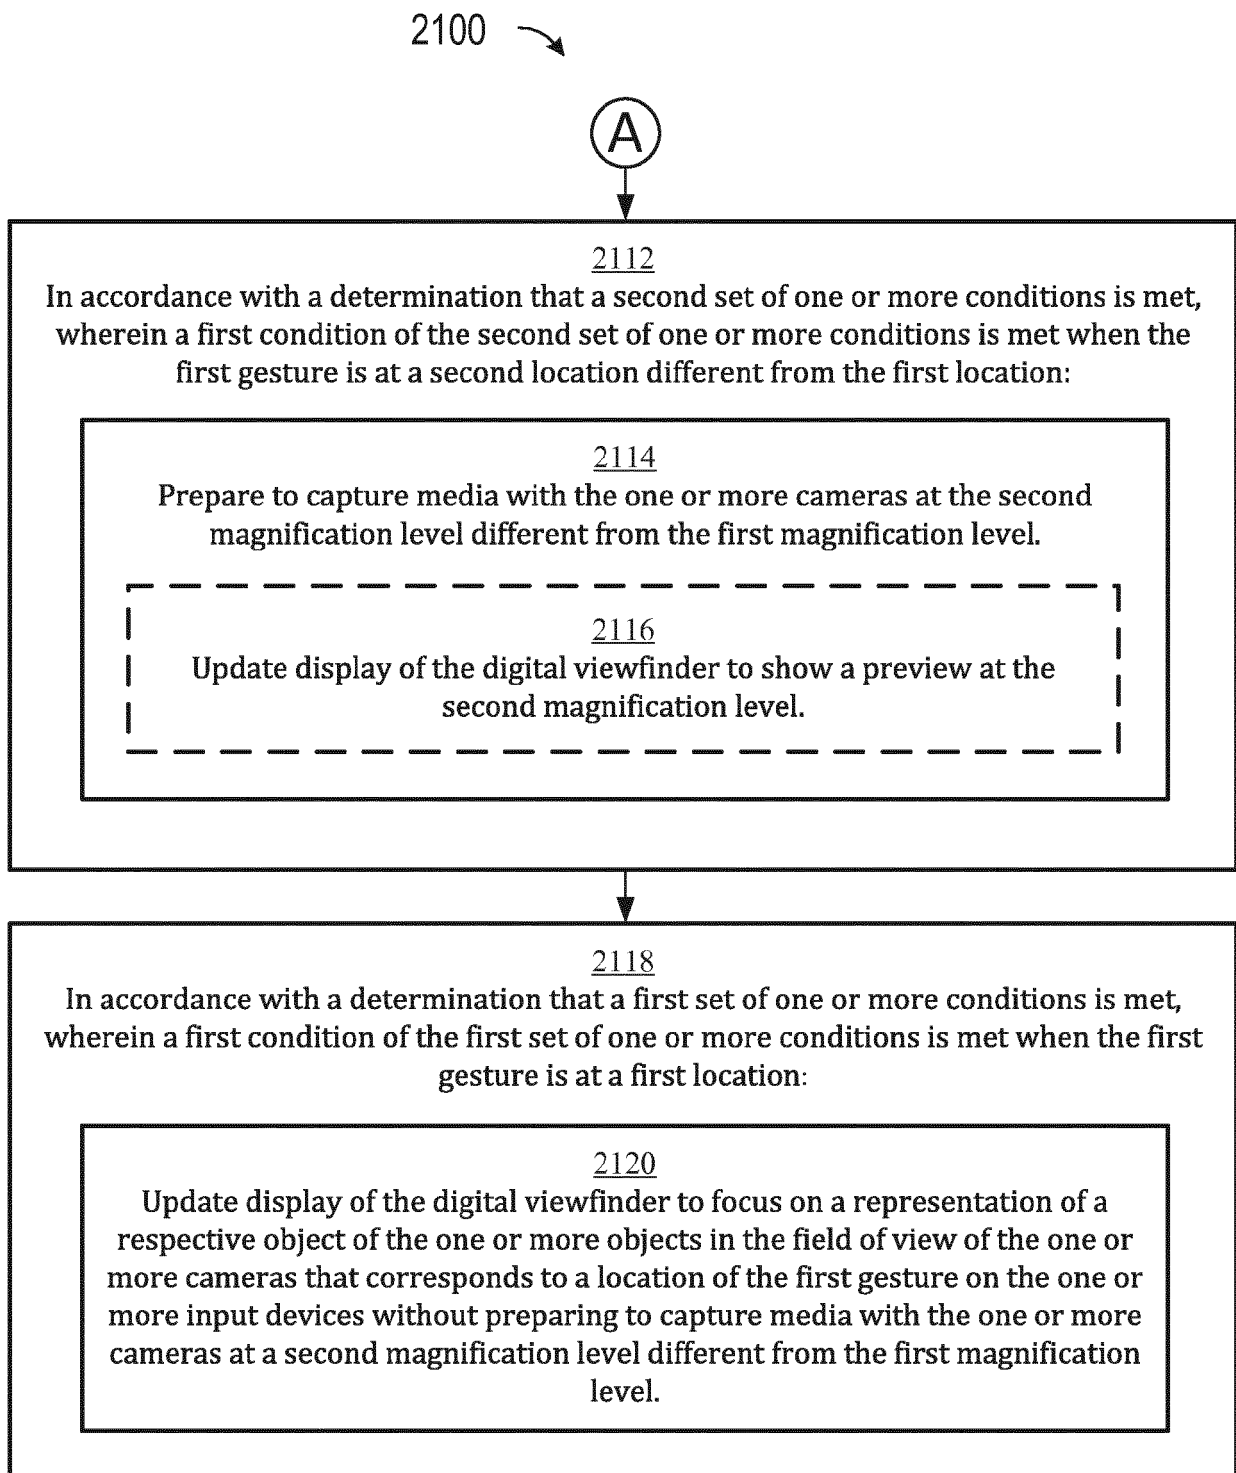 2100
A
2112
In accordance with a determination that a second set of one or more conditions is met,
wherein a first condition of the second set of one or more conditions is met when the
first gesture is at a second location different from the first location:
2114
Prepare to capture media with the one or more cameras at the second
magnification level different from the first magnification level.
2116
Update display of the digital viewfinder to show a preview at the
second magnification level.
2118
In accordance with a determination that a first set of one or more conditions is met,
wherein a first condition of the first set of one or more conditions is met when the first
gesture is at a first location:
2120
Update display of the digital viewfinder to focus on a representation of a
respective object of the one or more objects in the field of view of the one or
more cameras that corresponds to a location of the first gesture on the one or
more input devices without preparing to capture media with the one or more
cameras at a second magnification level different from the first magnification
level.